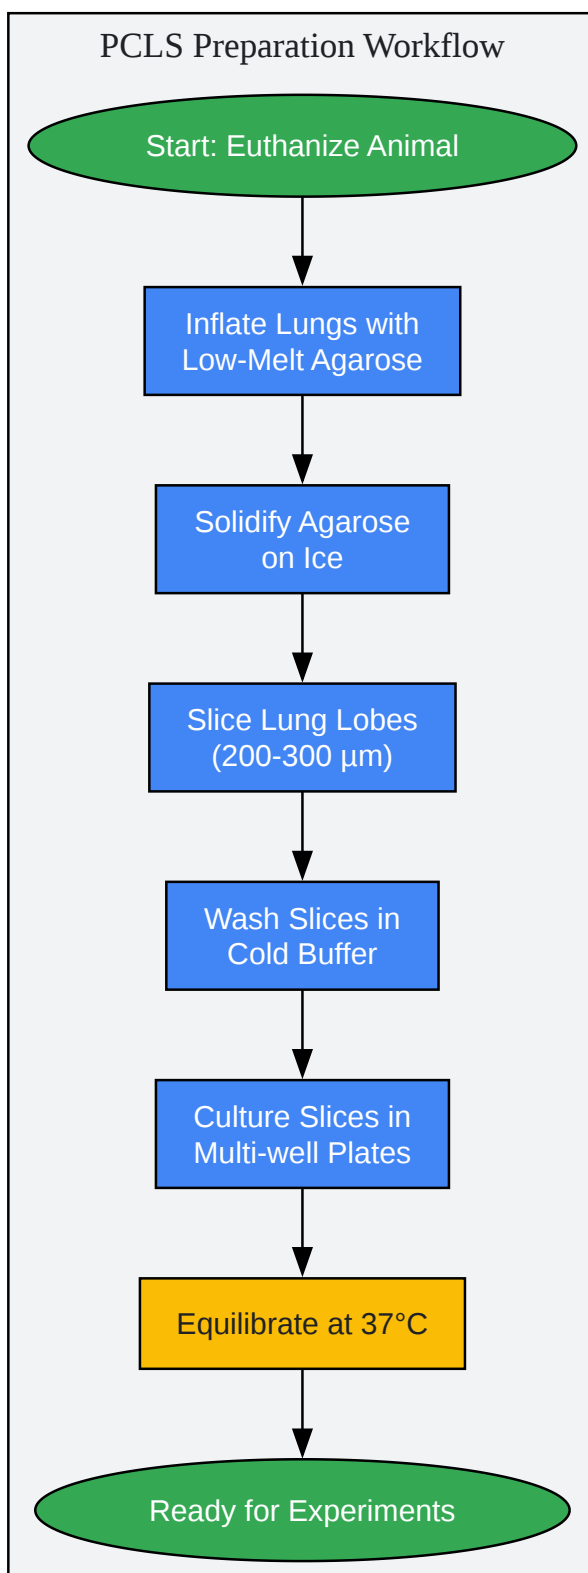 PCLS Preparation Workflow
Start: Euthanize Animal
Inflate Lungs with
Low-Melt Agarose
Solidify Agarose
on Ice
Slice Lung Lobes
(200-300 µm)
Wash Slices in
Cold Buffer
Culture Slices in
Multi-well Plates
Equilibrate at 37°C
Ready for Experiments